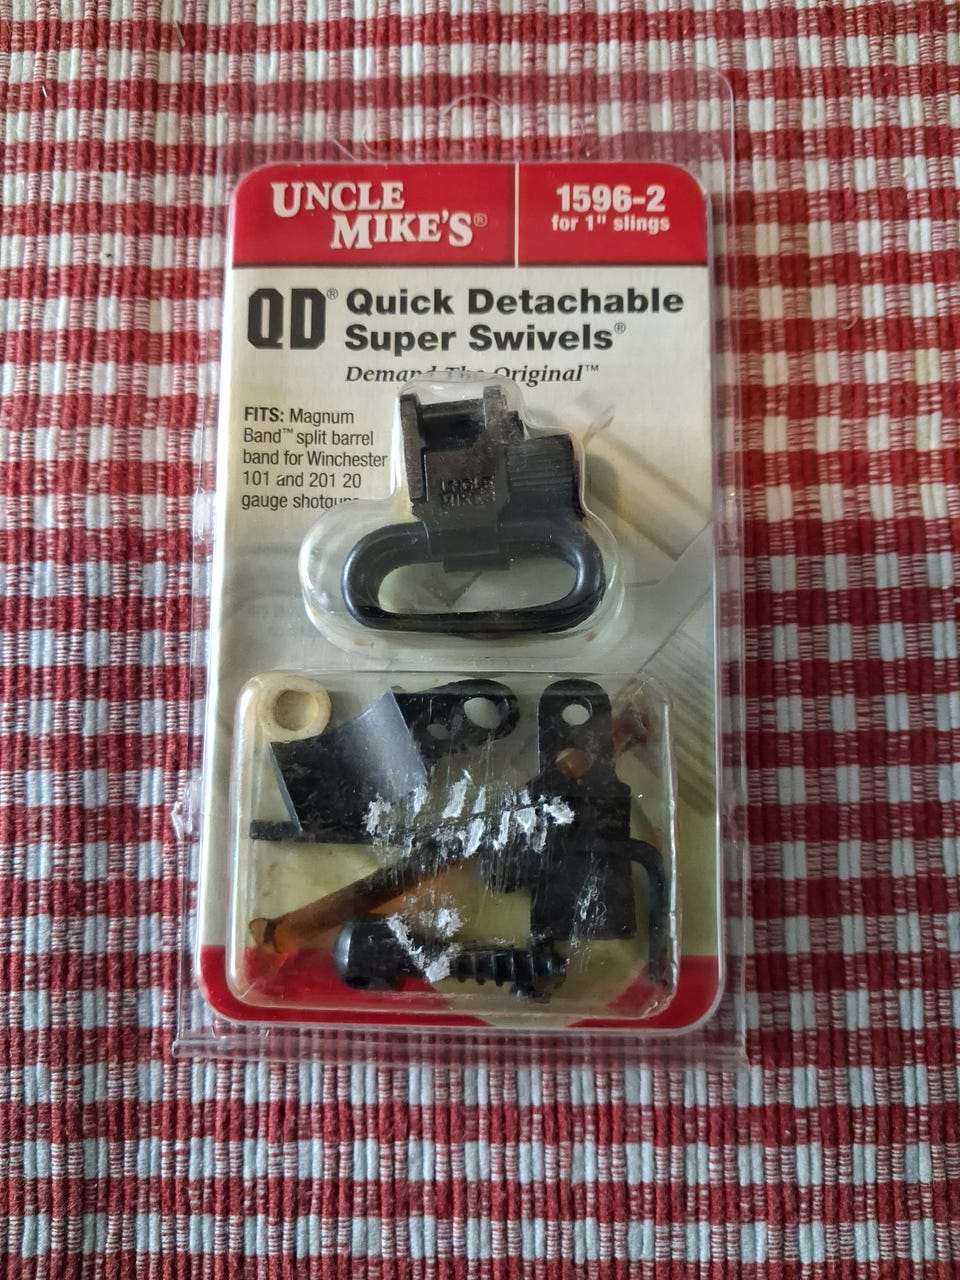 UNCLE
MIKE'S®
1596-2
for 1" slings
QD® Quick Detachable
Super Swivels®
Demand The Original™
FITS: Magnum
Band™ split barrel
band for Winchester
101 and 201 20
gauge shotguns
UNCLE
MIKE'S